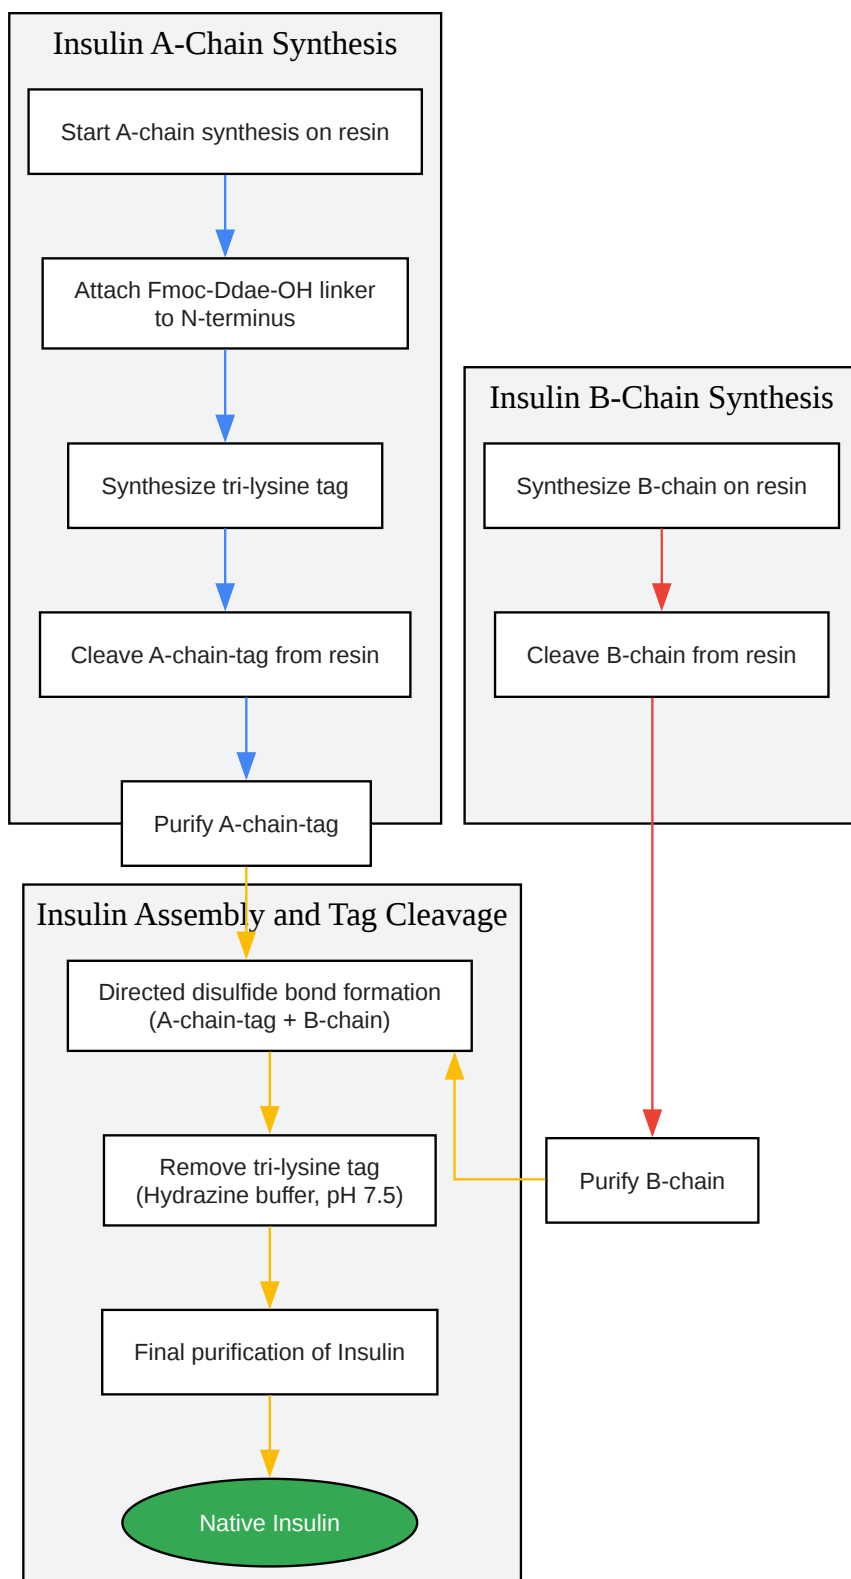 Insulin A-Chain Synthesis
Start A-chain synthesis on resin
Attach Fmoc-Ddae-OH linker
to N-terminus
Synthesize tri-lysine tag
Cleave A-chain-tag from resin
Purify A-chain-tag
Insulin B-Chain Synthesis
Synthesize B-chain on resin
Cleave B-chain from resin
Purify B-chain
Insulin Assembly and Tag Cleavage
Directed disulfide bond formation
(A-chain-tag + B-chain)
Remove tri-lysine tag
(Hydrazine buffer, pH 7.5)
Final purification of Insulin
Native Insulin